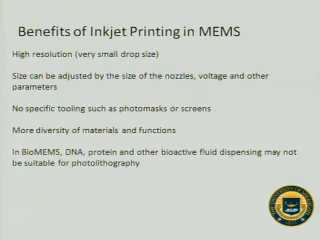 Benefits of Inkjet Printing in MEMS
High resolution (very small drop size)
Size can be adjusted by the size of the nozzles, voltage and other
parameters
No specific tooling such as photomasks or screens
More diversity of materials and functions
In BioMEMS, DNA, protein and other bioactive fluid dispensing may not
be suitable for photolithography